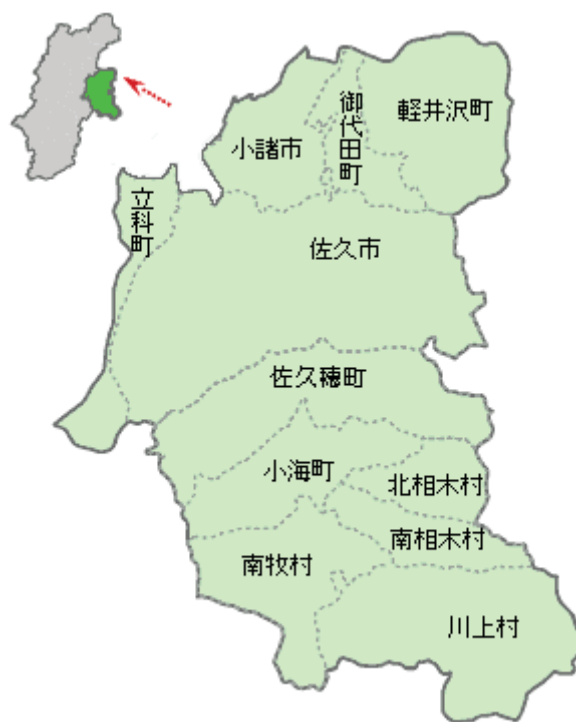 軽井沢町
御代田町
小諸市
立科町
佐久市
佐久穂町
小海町
北相木村
南相木村
南牧村
川上村